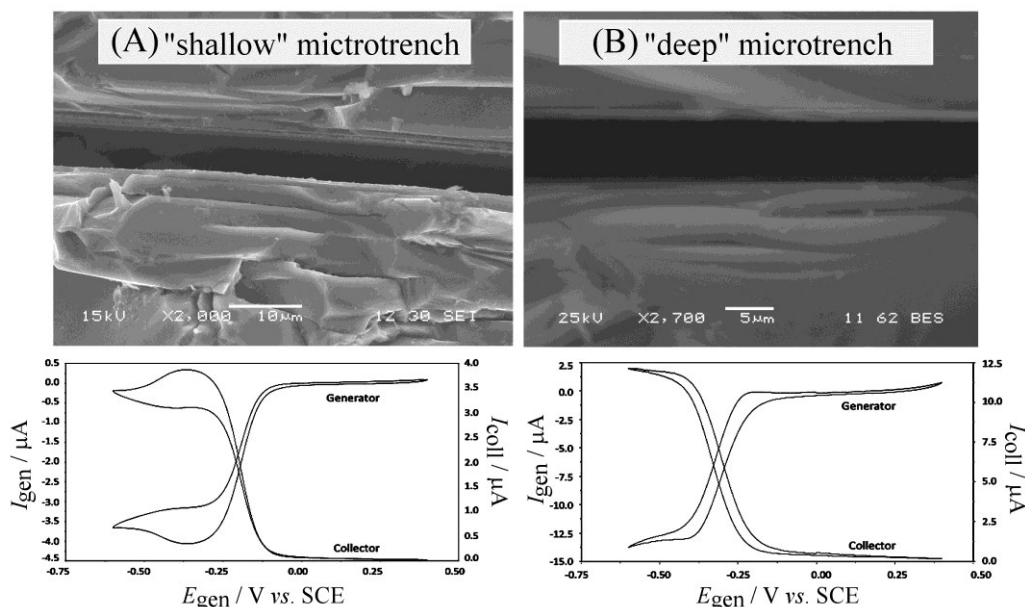 (A) "shallow" mictrotrench
(B) "deep" microtrench
15kV X2,000 10µm 12 30 SEI
25kV X2,700 5µm 11 62 BES
0.5
0.0
-0.5
-1.0
-1.5
-2.0
-2.5
-3.0
-3.5
-4.0
-4.5
Igen / µA
Generator
Collector
4.0
3.5
3.0
2.5
2.0
1.5
1.0
0.5
0.0
Icoll / µA
-0.75 -0.50 -0.25 0.00 0.25 0.50
Egen / V vs. SCE
2.5
0.0
-2.5
-5.0
-7.5
-10.0
-12.5
-15.0
Igen / µA
Generator
Collector
12.5
10.0
7.5
5.0
2.5
0.0
Icoll / µA
-0.75 -0.50 -0.25 0.00 0.25 0.50
Egen / V vs. SCE